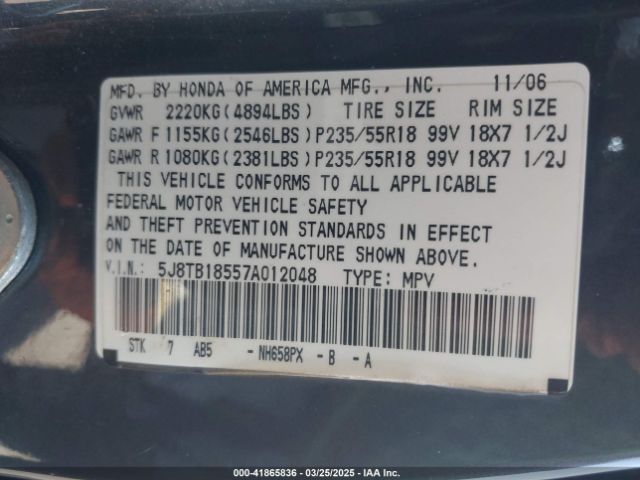 MFD. BY HONDA OF AMERICA MFG., INC. 11/06
GVWR 2220KG(4894LBS) TIRE SIZE RIM SIZE
GAWR F 1155KG(2546LBS) P235/55R18 99V 18X7 1/2J
GAWR R 1080KG(2381LBS) P235/55R18 99V 18X7 1/2J
THIS VEHICLE CONFORMS TO ALL APPLICABLE
FEDERAL MOTOR VEHICLE SAFETY
AND THEFT PREVENTION STANDARDS IN EFFECT
ON THE DATE OF MANUFACTURE SHOWN ABOVE.
V.I.N.: 5J8TB18557A012048 TYPE: MPV
STK 7 AB5 -NH658PX -B -A
000-41865836 - 03/25/2025 - IAA Inc.